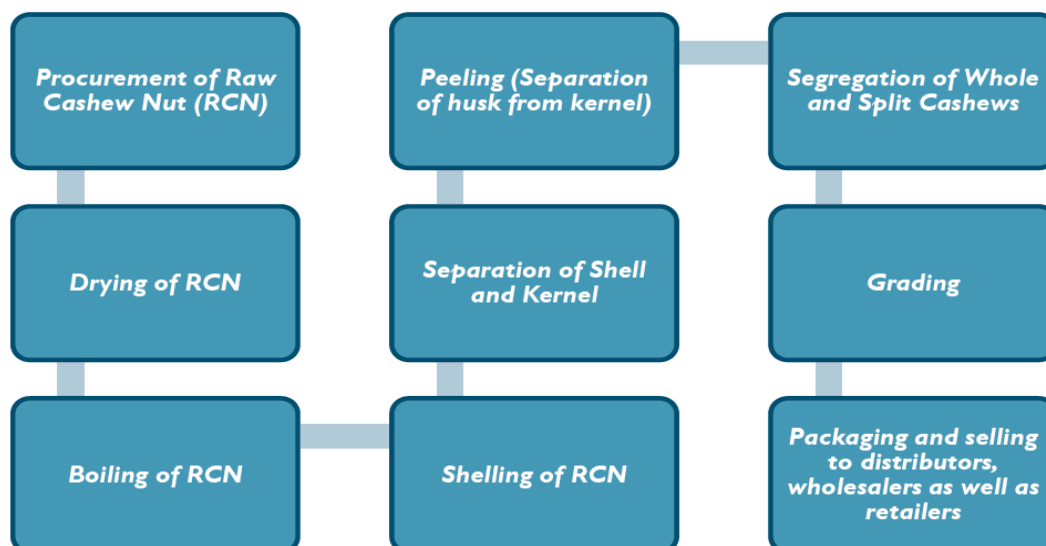 Procurement of Raw
Cashew Nut (RCN)
Drying of RCN
Boiling of RCN
Shelling of RCN
Separation of Shell
and Kernel
Peeling (Separation
of husk from kernel)
Segregation of Whole
and Split Cashews
Grading
Packaging and selling
to distributors,
wholesalers as well as
retailers